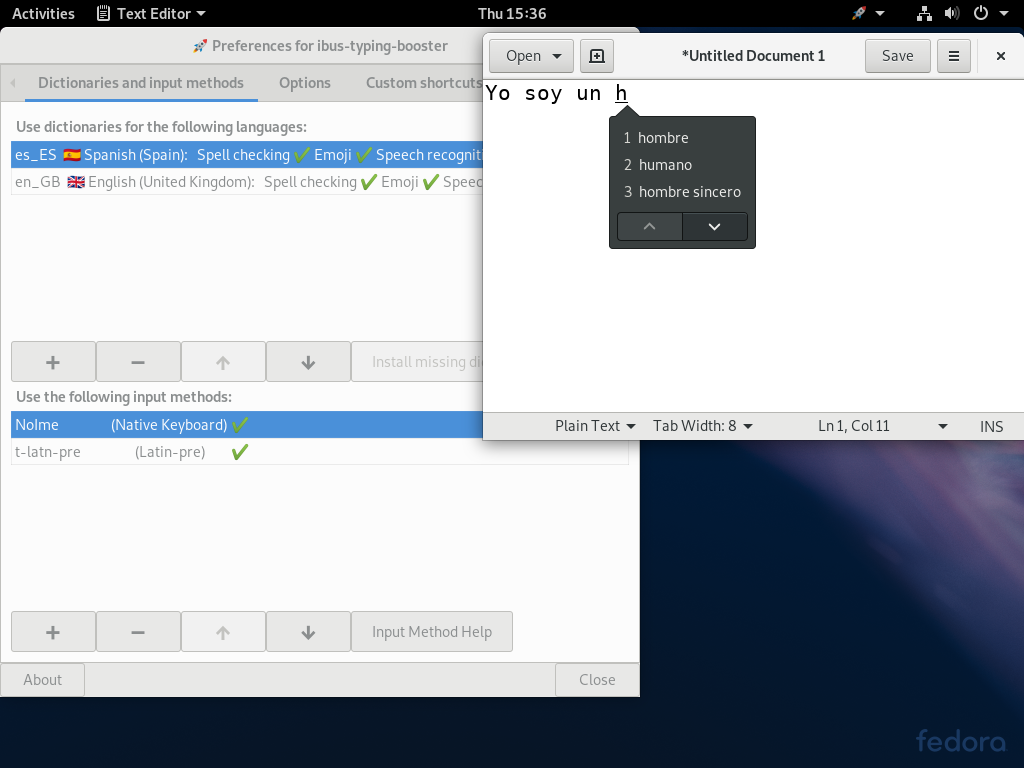 Activities Text Editor Thu 15:36
Preferences for ibus-typing-booster
Dictionaries and input methods Options Custom shortcuts
Use dictionaries for the following languages:
es_ES 🇪🇸 Spanish (Spain): Spell checking ✔ Emoji ✔ Speech
en_GB 🇬🇧 English (United Kingdom): Spell checking ✔ Emoji ✔
+ − Install missing
Use the following input methods:
NoIme (Native Keyboard) ✔
t-latn-pre (Latin-pre) ✔
+ − Input Method Help
About Close
Open *Untitled Document 1 Save
Yo soy un h
1 hombre
2 humano
3 hombre sincero
Plain Text Tab Width: 8 Ln 1, Col 11 INS
fedora